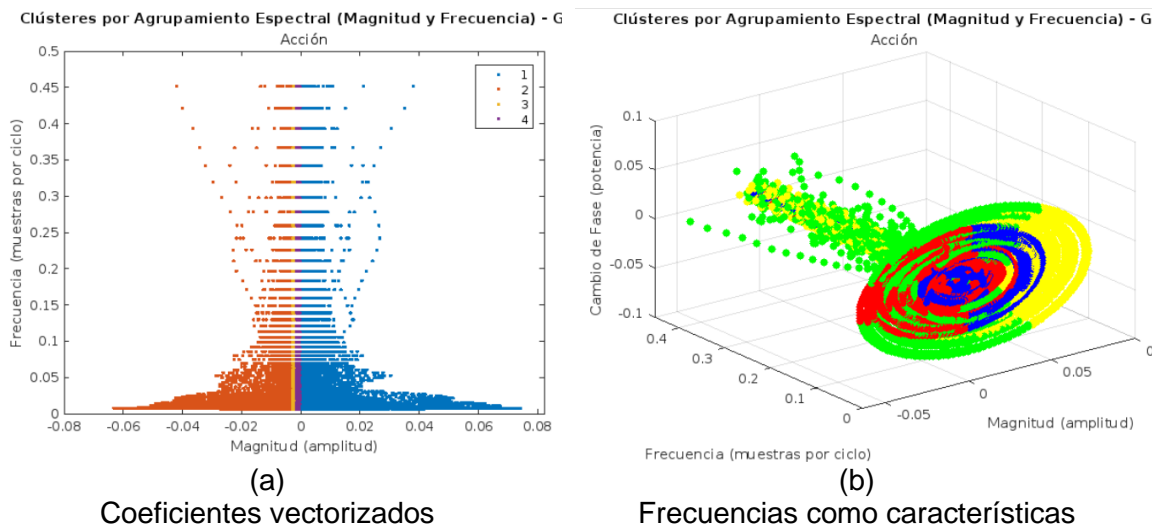 Clústeres por Agrupamiento Espectral (Magnitud y Frecuencia) - G
Acción
0.5
0.45
0.4
0.35
0.3
0.25
0.2
0.15
0.1
0.05
0
-0.08
-0.06
-0.04
-0.02
0
0.02
0.04
0.06
0.08
Frecuencia (muestras por ciclo)
Magnitud (amplitud)
1
2
3
4
(a)
Coeficientes vectorizados
Clústeres por Agrupamiento Espectral (Magnitud y Frecuencia) - G
Acción
0.1
0.05
0
-0.05
-0.1
Cambio de Fase (potencia)
0.4
0.3
0.2
0.1
0
Frecuencia (muestras por ciclo)
-0.05
0
0.05
Magnitud (amplitud)
(b)
Frecuencias como características